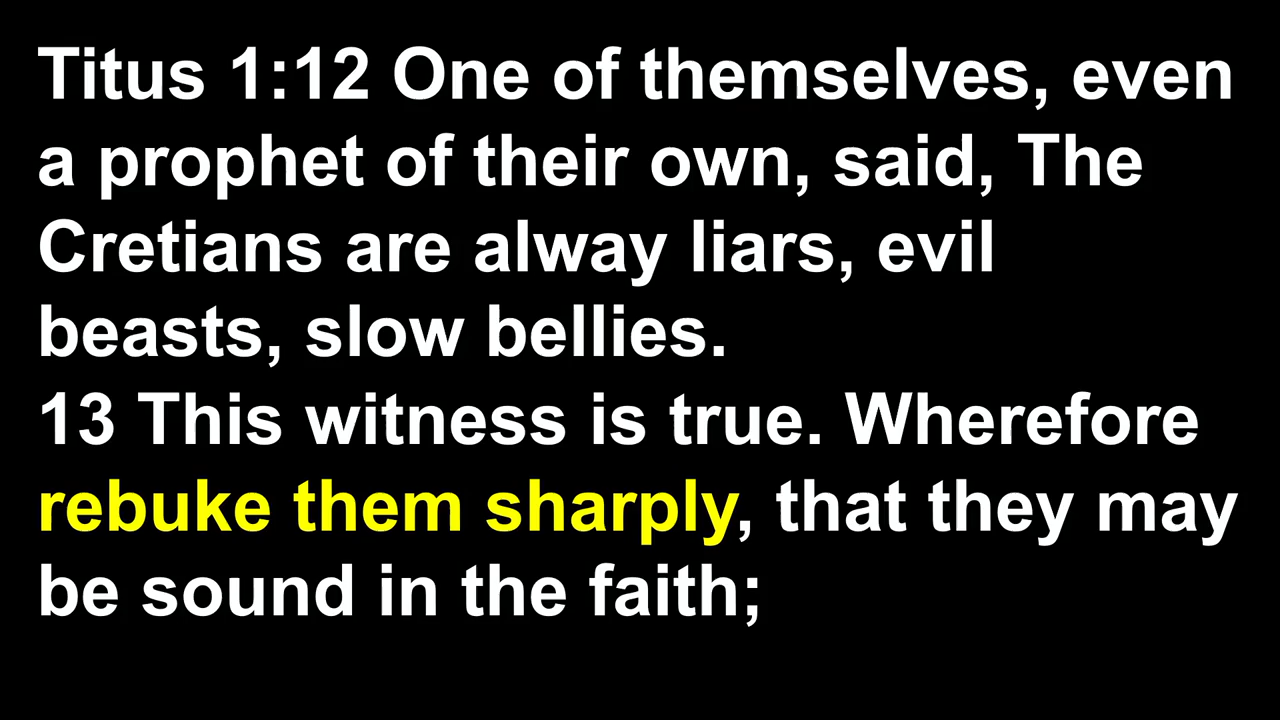 Titus 1:12 One of themselves, even
a prophet of their own, said, The
Cretians are alway liars, evil
beasts, slow bellies.
13 This witness is true. Wherefore
rebuke them sharply, that they may
be sound in the faith;